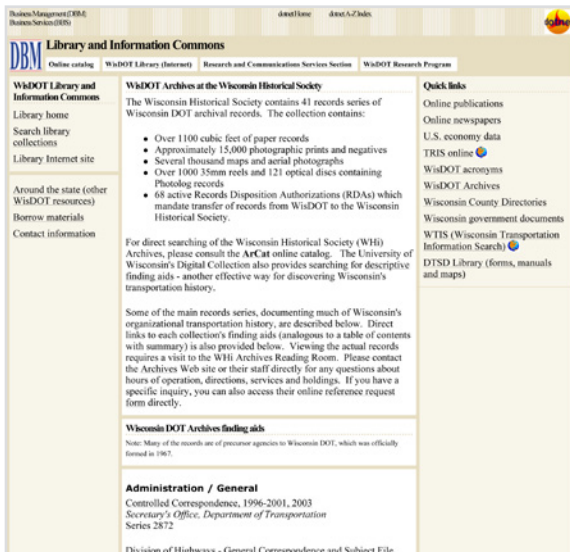 Business Management (DBM)
Business Services (BBS)
dotnet Home
dotnet A-Z Index
dotnet
DBM
Library and Information Commons
Online catalog
WisDOT Library (Internet)
Research and Communications Services Section
WisDOT Research Program
WisDOT Library and
Information Commons
Library home
Search library
collections
Library Internet site
Around the state (other
WisDOT resources)
Borrow materials
Contact information
WisDOT Archives at the Wisconsin Historical Society
The Wisconsin Historical Society contains 41 records series of
Wisconsin DOT archival records. The collection contains:
• Over 1100 cubic feet of paper records
• Approximately 15,000 photographic prints and negatives
• Several thousand maps and aerial photographs
• Over 1000 35mm reels and 121 optical discs containing
Photolog records
• 68 active Records Disposition Authorizations (RDAs) which
mandate transfer of records from WisDOT to the Wisconsin
Historical Society.
For direct searching of the Wisconsin Historical Society (WHi)
Archives, please consult the ArCat online catalog. The University of
Wisconsin's Digital Collection also provides searching for descriptive
finding aids - another effective way for discovering Wisconsin's
transportation history.
Some of the main records series, documenting much of Wisconsin's
organizational transportation history, are described below. Direct
links to each collection's finding aids (analogous to a table of contents
with summary) is also provided below. Viewing the actual records
requires a visit to the WHi Archives Reading Room. Please contact
the Archives Web site or their staff directly for any questions about
hours of operation, directions, services and holdings. If you have a
specific inquiry, you can also access their online reference request
form directly.
Wisconsin DOT Archives finding aids
Note: Many of the records are of precursor agencies to Wisconsin DOT, which was officially
formed in 1967.
Administration / General
Controlled Correspondence, 1996-2001, 2003
Secretary's Office, Department of Transportation
Series 2872
Division of Highways - General Correspondence and Subject File
Quick links
Online publications
Online newspapers
U.S. economy data
TRIS online
WisDOT acronyms
WisDOT Archives
Wisconsin County Directories
Wisconsin government documents
WTIS (Wisconsin Transportation
Information Search)
DTSD Library (forms, manuals
and maps)